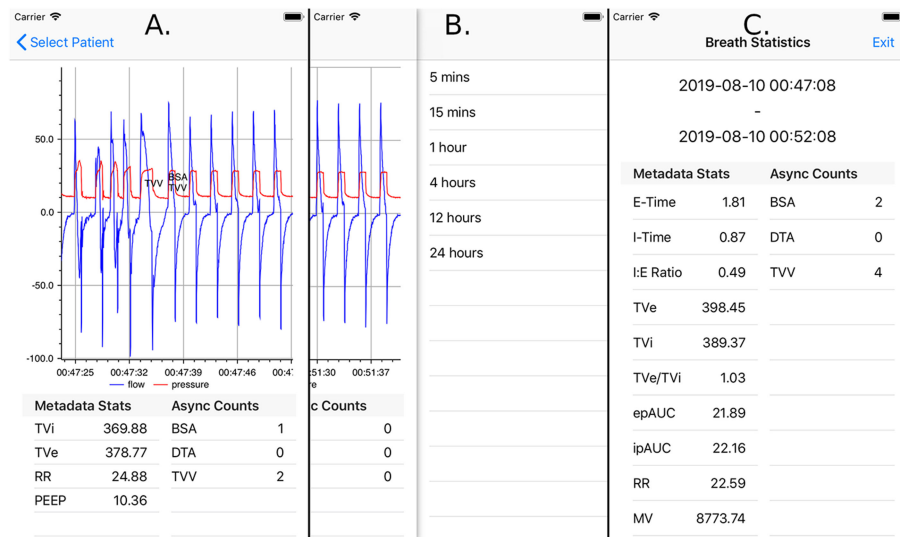 Carrier
A.
Select Patient
50.0
0.0
-50.0
-100.0
TVV
BSA
TVV
00:47:25 00:47:32 00:47:39 00:47:46 00:47
flow pressure
Metadata Stats Async Counts
TVi 369.88 BSA 1
TVe 378.77 DTA 0
RR 24.88 TVV 2
PEEP 10.36
Carrier
B.
:51:30 00:51:37
re
c Counts
0
0
0
5 mins
15 mins
1 hour
4 hours
12 hours
24 hours
Carrier
C.
Breath Statistics Exit
2019-08-10 00:47:08
-
2019-08-10 00:52:08
Metadata Stats Async Counts
E-Time 1.81 BSA 2
I-Time 0.87 DTA 0
I:E Ratio 0.49 TVV 4
TVe 398.45
TVi 389.37
TVe/TVi 1.03
epAUC 21.89
ipAUC 22.16
RR 22.59
MV 8773.74